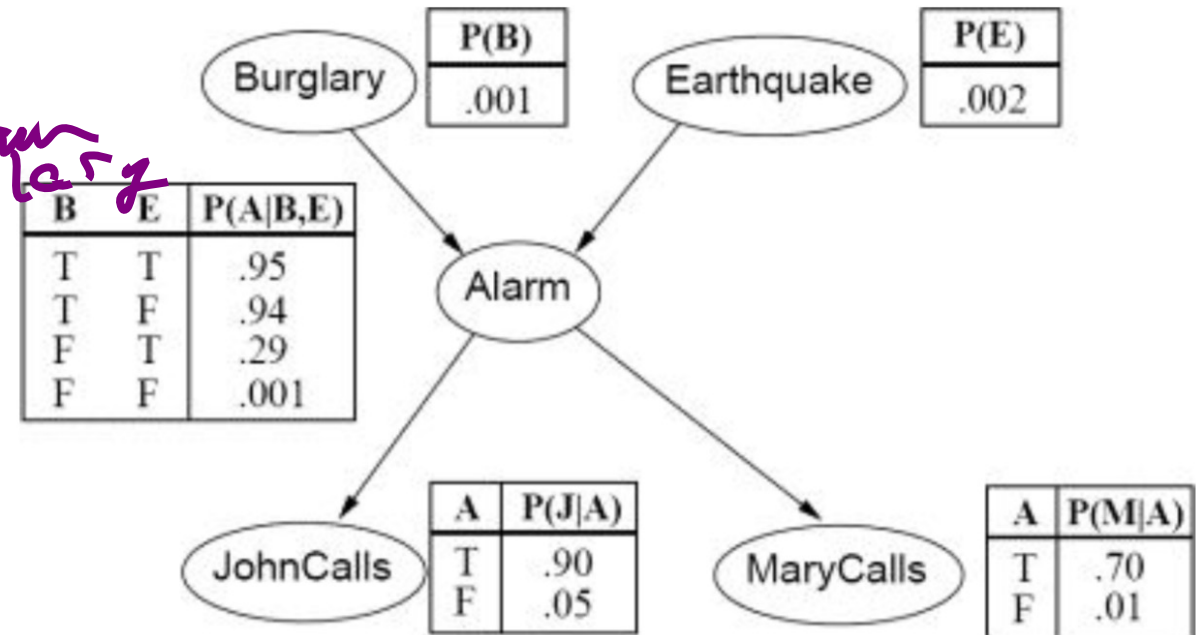 P(B)
.001
P(E)
.002
Burglary
Earthquake
B E P(A|B,E)
T T .95
T F .94
F T .29
F F .001
Alarm
JohnCalls
A P(J|A)
T .90
F .05
MaryCalls
A P(M|A)
T .70
F .01